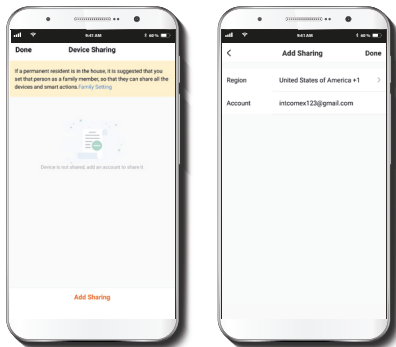 9:41 AM
60%
Done
Device Sharing
If a permanent resident is in the house, it is suggested that you
set that person as a family member, so that they can share all the
devices and smart actions.Family Setting
Device is not shared, add an account to share it
Add Sharing
9:41 AM
60%
Add Sharing
Done
Region
United States of America +1
Account
intcomex123@gmail.com